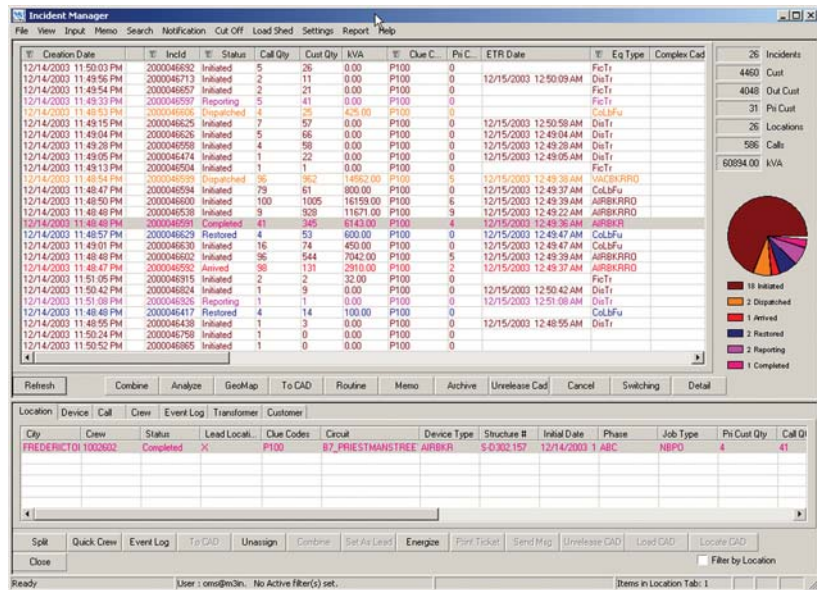 Incident Manager
File View Input Memo Search Notification Cut Off Load Shed Settings Report Help
Creation Date IncId Status Call Qty Cust Qty kVA Clue C... Pri C... ETR Date Eq Type Complex Cad
12/14/2003 11:50:03 PM 2000046692 Initiated 5 26 0.00 P100 0 FicTr
12/14/2003 11:49:56 PM 2000046713 Initiated 2 11 0.00 P100 0 12/15/2003 12:50:09 AM DisTr
12/14/2003 11:49:54 PM 2000046657 Initiated 2 21 0.00 P100 0 FicTr
12/14/2003 11:49:33 PM 2000046597 Reporting 5 41 0.00 P100 0 FicTr
12/14/2003 11:48:53 PM 2000046606 Dispatched 4 25 425.00 P100 0 CoLbFu
12/14/2003 11:49:15 PM 2000046625 Initiated 7 57 0.00 P100 0 12/15/2003 12:50:58 AM DisTr
12/14/2003 11:49:04 PM 2000046626 Initiated 5 66 0.00 P100 0 12/15/2003 12:49:04 AM DisTr
12/14/2003 11:49:28 PM 2000046558 Initiated 4 58 0.00 P100 0 12/15/2003 12:49:28 AM DisTr
12/14/2003 11:49:05 PM 2000046474 Initiated 1 22 0.00 P100 0 12/15/2003 12:49:05 AM DisTr
12/14/2003 11:49:13 PM 2000046504 Initiated 1 1 0.00 P100 0 FicTr
12/14/2003 11:48:54 PM 2000046599 Dispatched 96 962 14562.00 P100 5 12/15/2003 12:49:38 AM VACBKRRO
12/14/2003 11:48:47 PM 2000046594 Initiated 79 61 800.00 P100 0 12/15/2003 12:49:37 AM CoLbFu
12/14/2003 11:48:50 PM 2000046600 Initiated 100 1005 16159.00 P100 6 12/15/2003 12:49:39 AM AIRBKRRO
12/14/2003 11:48:48 PM 2000046538 Initiated 9 928 11671.00 P100 9 12/15/2003 12:49:22 AM AIRBKRRO
12/14/2003 11:48:48 PM 2000046591 Completed 41 345 6143.00 P100 4 12/15/2003 12:49:36 AM AIRBKR
12/14/2003 11:48:57 PM 2000046629 Restored 4 53 600.00 P100 0 12/15/2003 12:49:47 AM CoLbFu
12/14/2003 11:49:01 PM 2000046630 Initiated 16 74 450.00 P100 0 12/15/2003 12:49:47 AM CoLbFu
12/14/2003 11:48:48 PM 2000046602 Initiated 96 544 7042.00 P100 5 12/15/2003 12:49:39 AM AIRBKRRO
12/14/2003 11:48:47 PM 2000046592 Arrived 98 131 2910.00 P100 2 12/15/2003 12:49:37 AM AIRBKRRO
12/14/2003 11:51:05 PM 2000046915 Initiated 2 2 32.00 P100 0 FicTr
12/14/2003 11:50:42 PM 2000046824 Initiated 1 9 0.00 P100 0 12/15/2003 12:50:42 AM DisTr
12/14/2003 11:51:08 PM 2000046926 Reporting 1 1 0.00 P100 0 12/15/2003 12:51:08 AM DisTr
12/14/2003 11:48:48 PM 2000046417 Restored 4 14 100.00 P100 0 CoLbFu
12/14/2003 11:48:55 PM 2000046438 Initiated 1 3 0.00 P100 0 12/15/2003 12:48:55 AM DisTr
12/14/2003 11:50:24 PM 2000046758 Initiated 1 0 0.00 P100 0
12/14/2003 11:50:52 PM 2000046865 Initiated 1 0 0.00 P100 0
26 Incidents
4460 Cust
4048 Out Cust
31 Pri Cust
26 Locations
586 Calls
60894.00 kVA
18 Initiated
2 Dispatched
1 Arrived
2 Restored
2 Reporting
1 Completed
Refresh Combine Analyze GeoMap To CAD Routine Memo Archive Unrelease Cad Cancel Switching Detail
Location Device Call Crew Event Log Transformer Customer
City Crew Status Lead Locati... Clue Codes Circuit Device Type Structure # Initial Date Phase Job Type Pri Cust Qty Call Qt
FREDERICTOI 1002602 Completed X P100 B7_PRIESTMANSTREE AIRBKR S-D302.157 12/14/2003 1 ABC NBPD 4 41
Split Quick Crew Event Log To CAD Unassign Combine Set As Lead Energize Print Ticket Send Msg Unrelease CAD Load CAD Locate CAD
Close Filter by Location
Ready User : oms@m3in. No Active filter(s) set. Items in Location Tab: 1